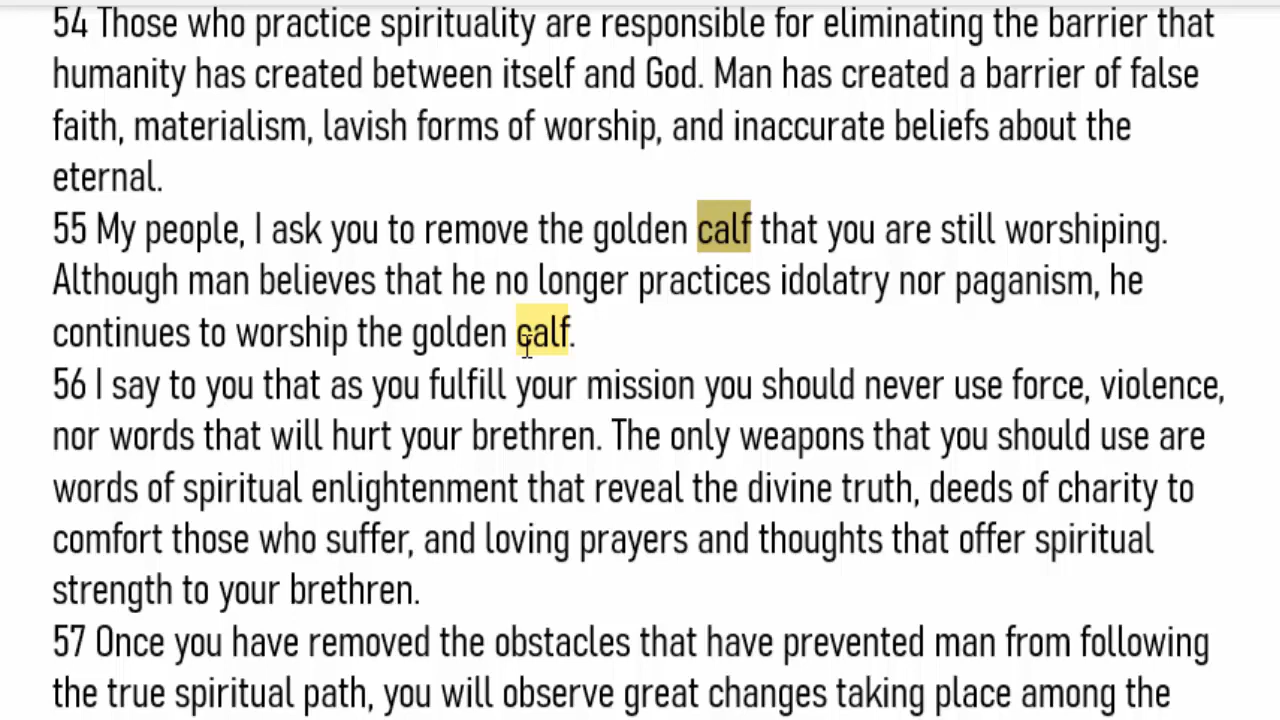 54 Those who practice spirituality are responsible for eliminating the barrier that
humanity has created between itself and God. Man has created a barrier of false
faith, materialism, lavish forms of worship, and inaccurate beliefs about the
eternal.
55 My people, I ask you to remove the golden calf that you are still worshiping.
Although man believes that he no longer practices idolatry nor paganism, he
continues to worship the golden calf.
56 I say to you that as you fulfill your mission you should never use force, violence,
nor words that will hurt your brethren. The only weapons that you should use are
words of spiritual enlightenment that reveal the divine truth, deeds of charity to
comfort those who suffer, and loving prayers and thoughts that offer spiritual
strength to your brethren.
57 Once you have removed the obstacles that have prevented man from following
the true spiritual path, you will observe great changes taking place among the